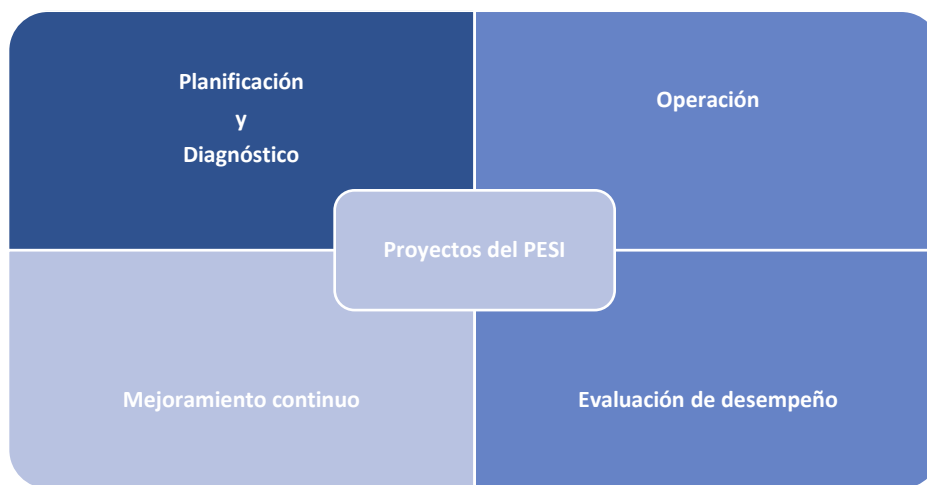 Planificación
y
Diagnóstico
Operación
Proyectos del PESI
Mejoramiento continuo
Evaluación de desempeño